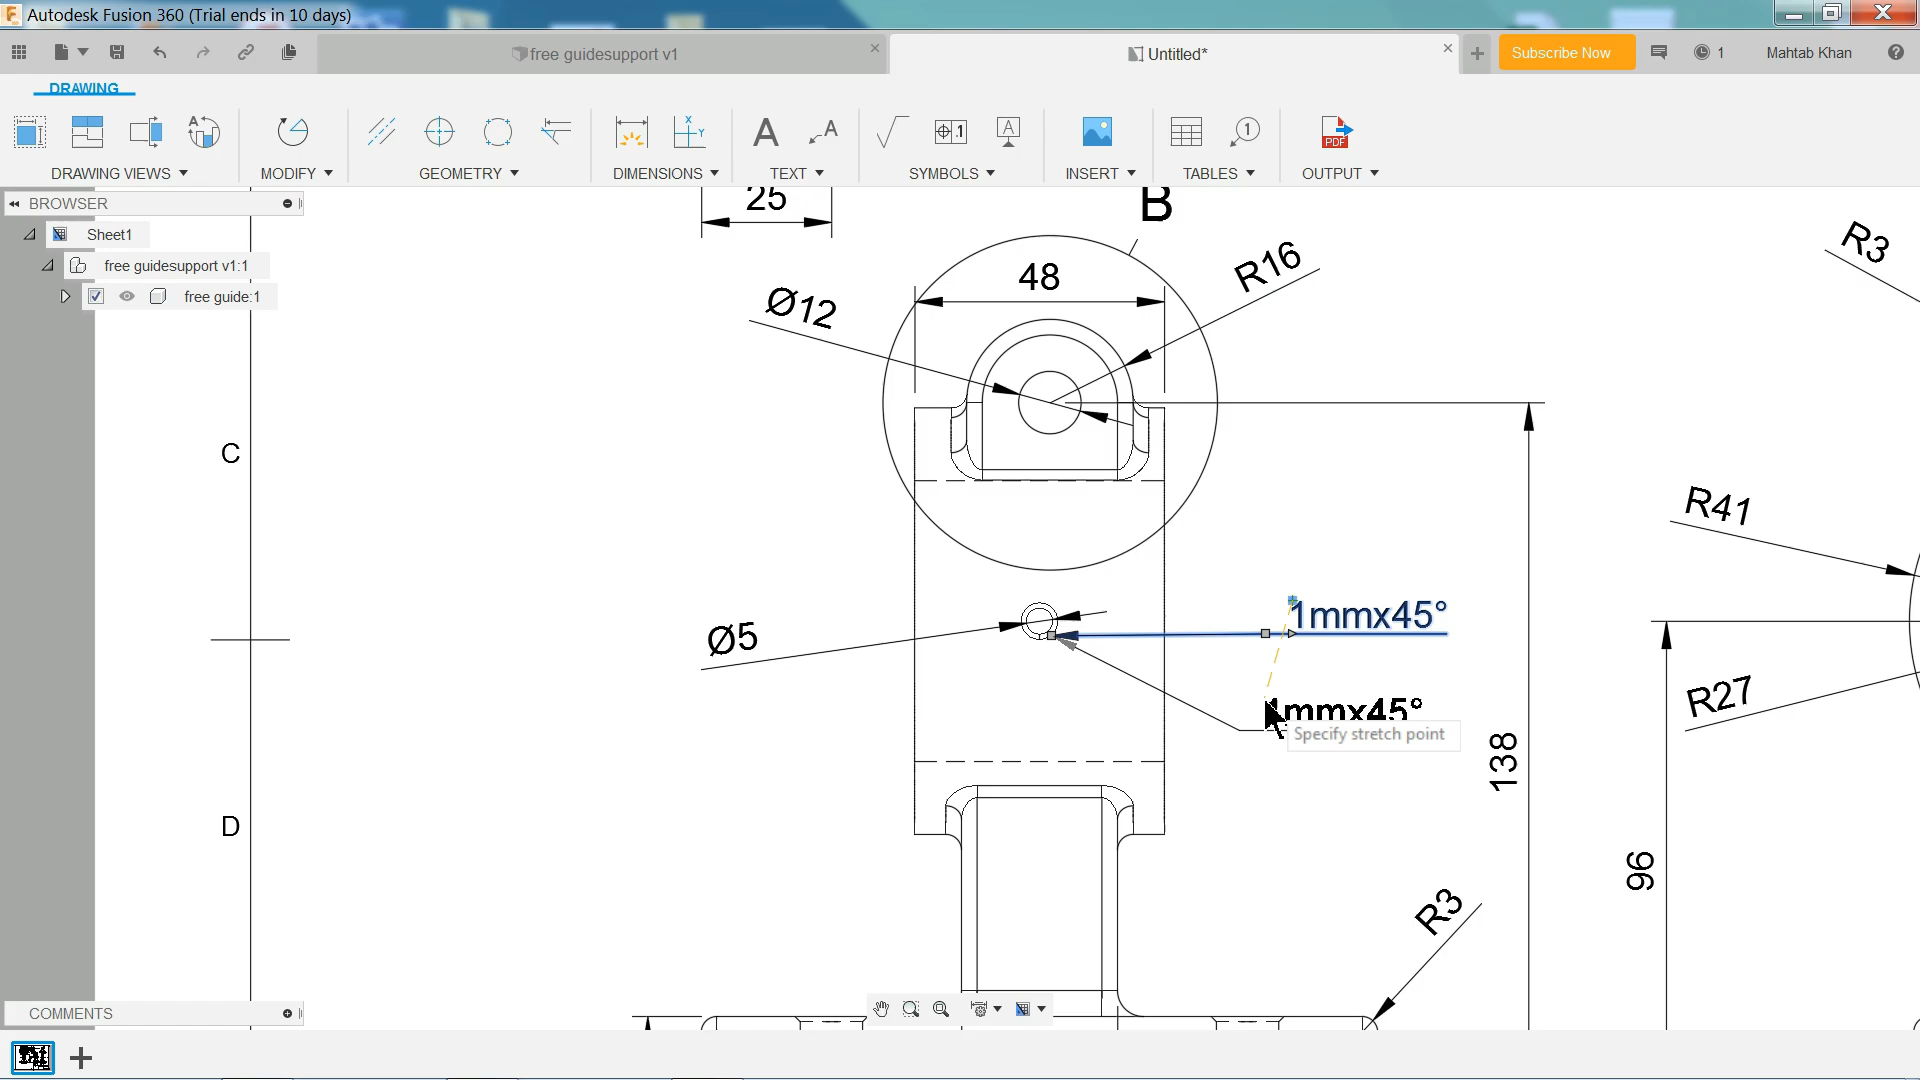 Autodesk Fusion 360 (Trial ends in 10 days)
free guidesupport v1
Untitled*
Subscribe Now
1
Mahtab Khan
DRAWING
DRAWING VIEWS
MODIFY
GEOMETRY
DIMENSIONS
TEXT
SYMBOLS
INSERT
TABLES
OUTPUT
BROWSER
Sheet1
free guidesupport v1:1
free guide:1
25
B
48
R16
Ø12
R3
C
R41
1mmx45°
Ø5
1mmx45°
Specify stretch point
R27
138
D
96
R3
COMMENTS